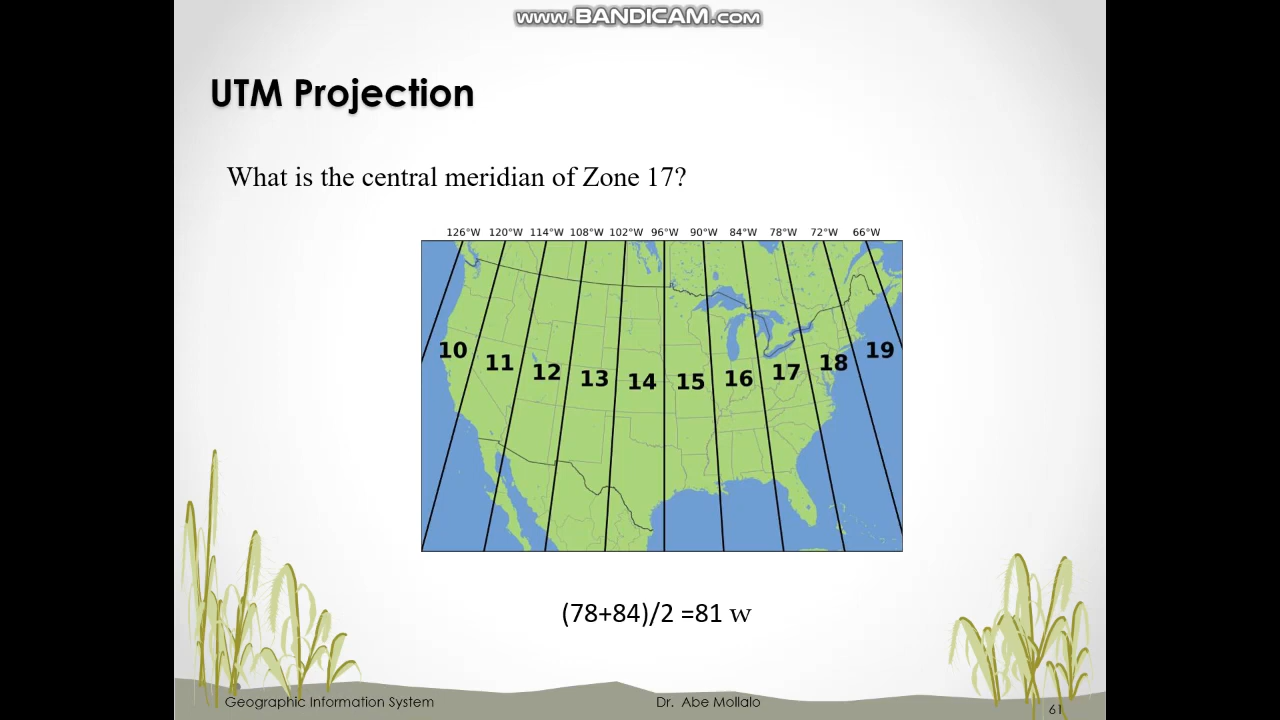 www.BANDICAM.com
UTM Projection
What is the central meridian of Zone 17?
126°W 120°W 114°W 108°W 102°W 96°W 90°W 84°W 78°W 72°W 66°W
10 11 12 13 14 15 16 17 18 19
(78+84)/2 =81 w
Geographic Information System Dr. Abe Mollalo 61